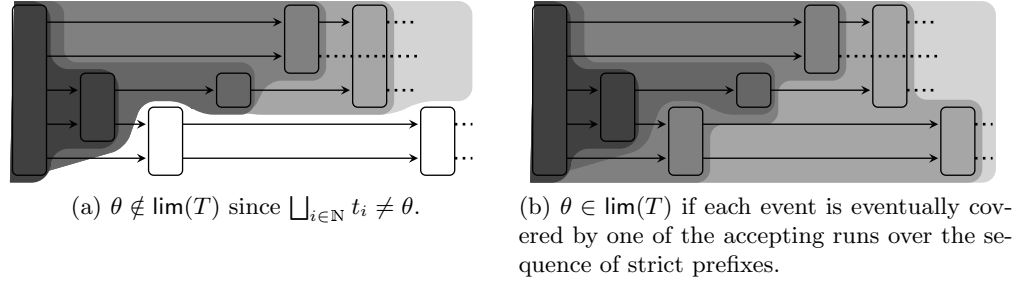 (a) θ ∉ lim(T) since ⨆_{i∈ℕ} t_i ≠ θ.
(b) θ ∈ lim(T) if each event is eventually cov-
ered by one of the accepting runs over the se-
quence of strict prefixes.